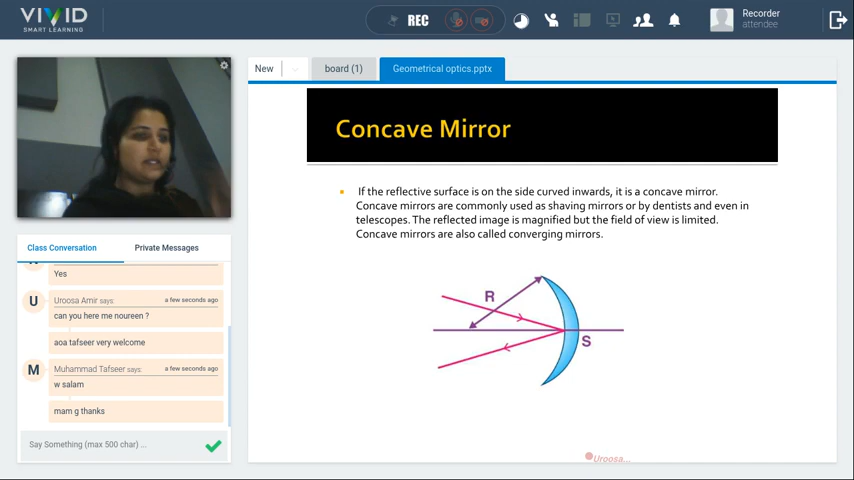 VIVID
SMART LEARNING
REC
Recorder
attendee
New
board (1)
Geometrical optics.pptx
Concave Mirror
If the reflective surface is on the side curved inwards, it is a concave mirror.
Concave mirrors are commonly used as shaving mirrors or by dentists and even in
telescopes. The reflected image is magnified but the field of view is limited.
Concave mirrors are also called converging mirrors.
R
S
Uroosa...
Class Conversation
Private Messages
Yes
U
Uroosa Amir says:
a few seconds ago
can you here me noureen ?
aoa tafseer very welcome
M
Muhammad Tafseer says:
a few seconds ago
w salam
mam g thanks
Say Something (max 500 char) ...